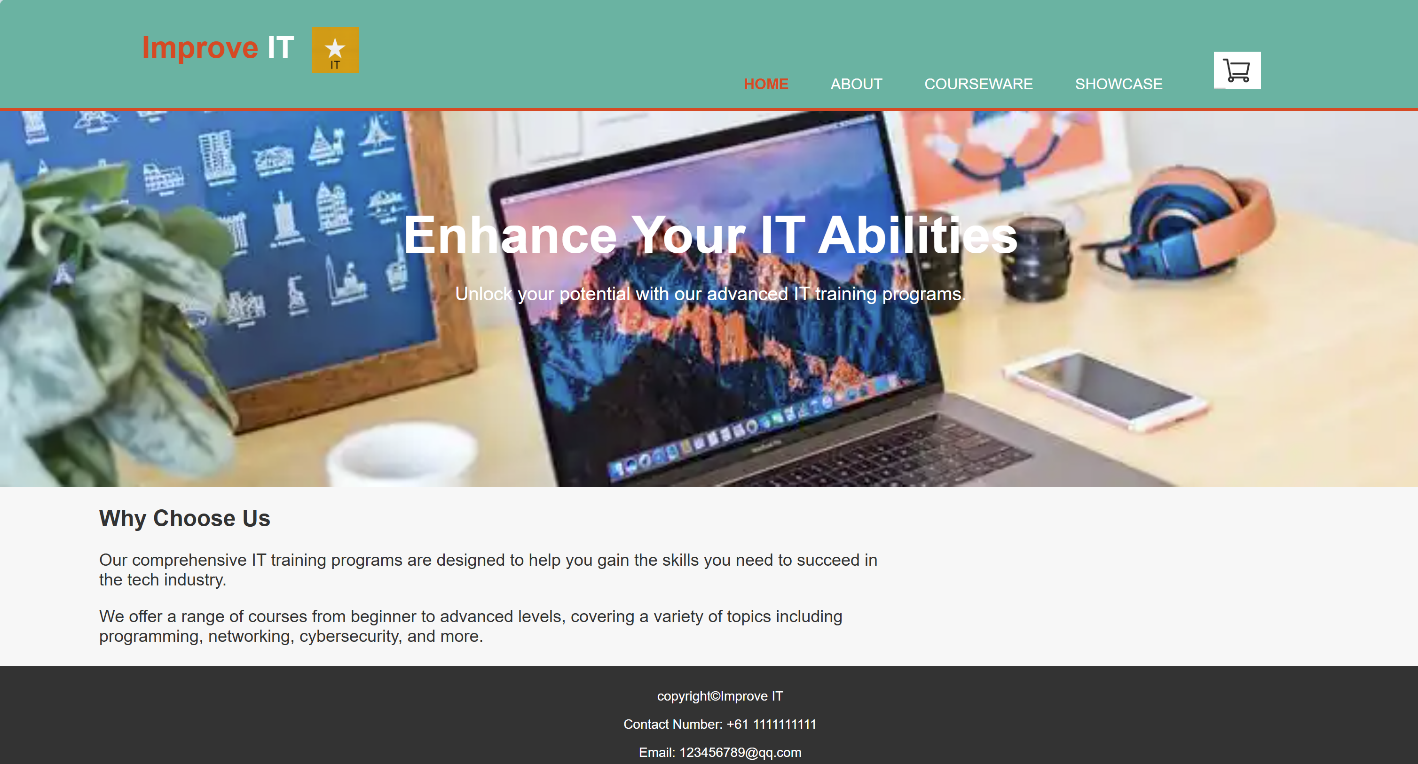 Improve IT
IT
HOME ABOUT COURSEWARE SHOWCASE
Enhance Your IT Abilities
Unlock your potential with our advanced IT training programs.
Why Choose Us
Our comprehensive IT training programs are designed to help you gain the skills you need to succeed in
the tech industry.
We offer a range of courses from beginner to advanced levels, covering a variety of topics including
programming, networking, cybersecurity, and more.
copyright©Improve IT
Contact Number: +61 1111111111
Email: 123456789@qq.com